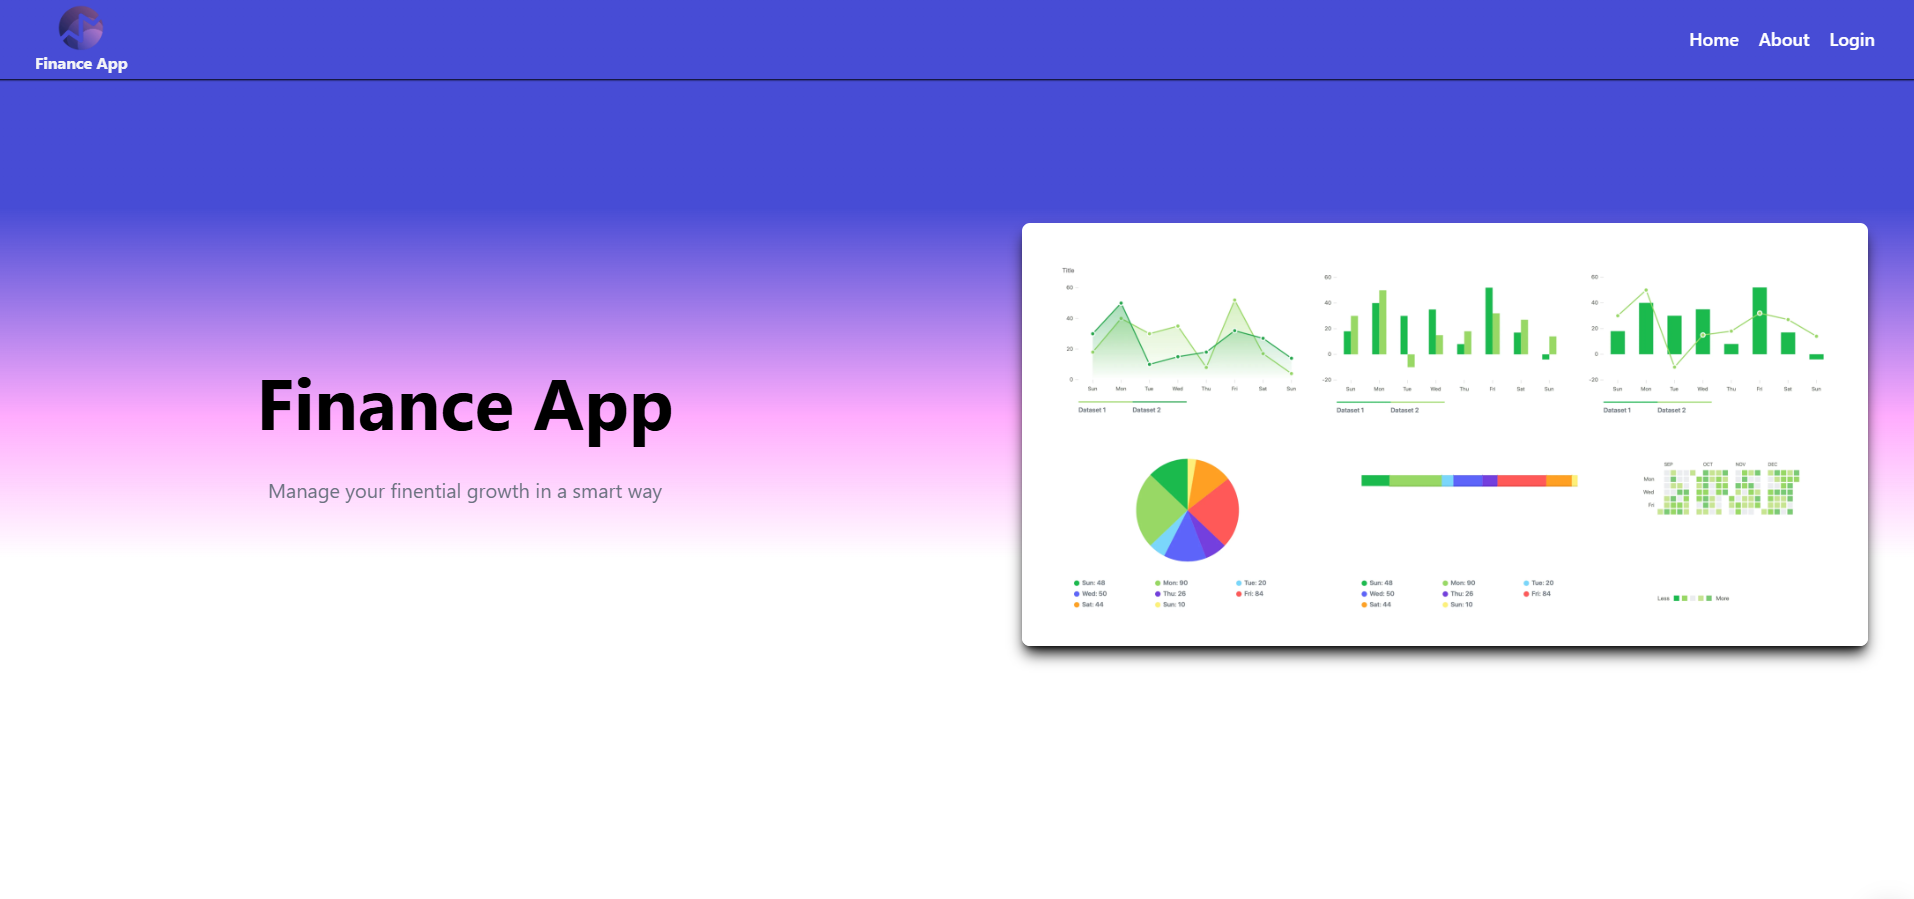 Finance App
Home About Login
Finance App
Manage your finential growth in a smart way
Title
60
40
20
0
Sun Mon Tue Wed Thu Fri Sat Sun
Dataset 1 Dataset 2
60
40
20
0
-20
Sun Mon Tue Wed Thu Fri Sat Sun
Dataset 1 Dataset 2
60
40
20
0
-20
Sun Mon Tue Wed Thu Fri Sat Sun
Dataset 1 Dataset 2
Sun: 48 Mon: 90 Tue: 20
Wed: 50 Thu: 26 Fri: 84
Sat: 44 Sun: 10
Sun: 48 Mon: 90 Tue: 20
Wed: 50 Thu: 26 Fri: 84
Sat: 44 Sun: 10
SEP OCT NOV DEC
Mon
Wed
Fri
Less More